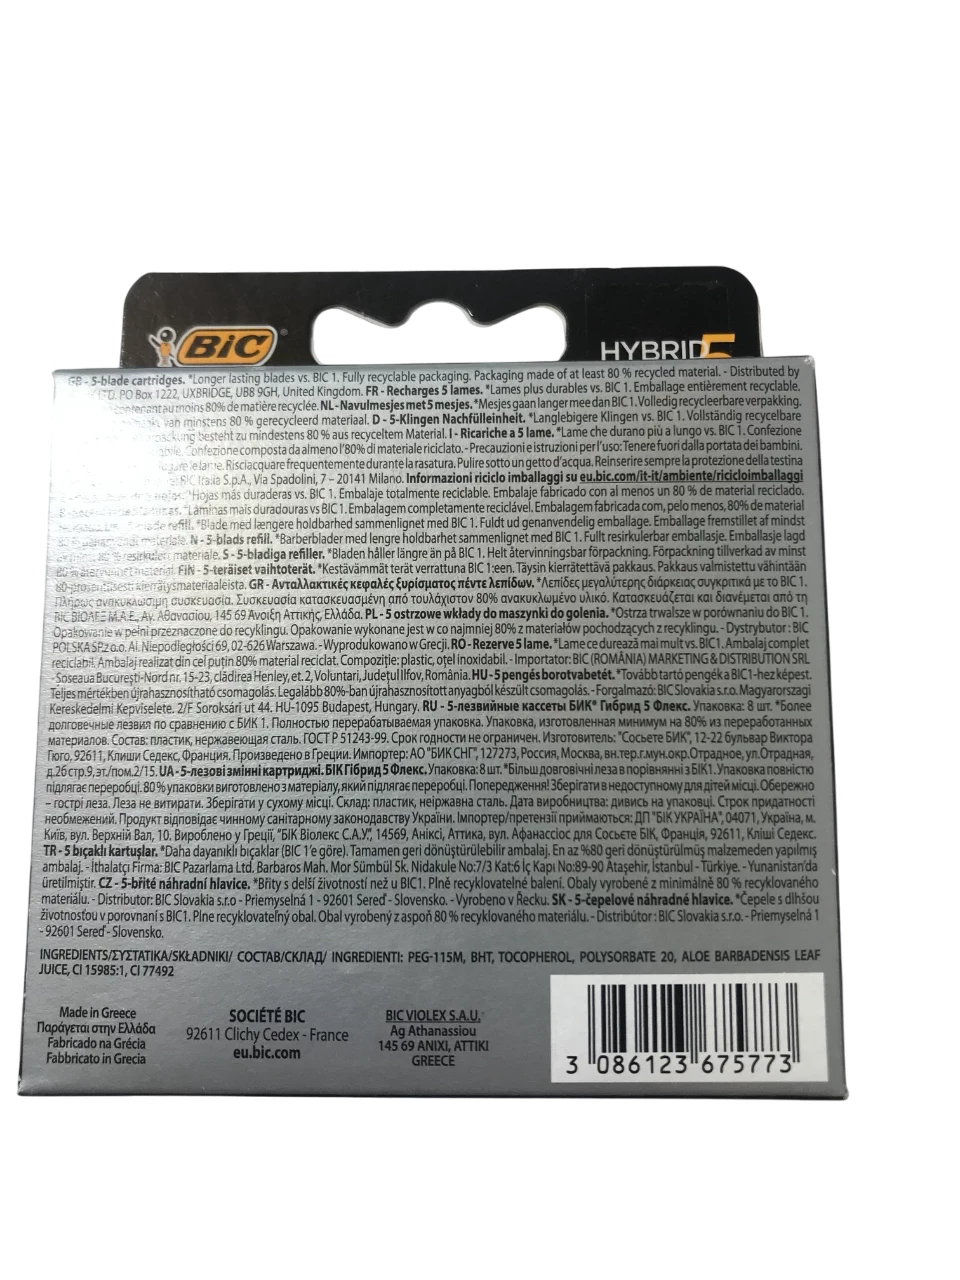 BIC
HYBRID 5
GB - 5-blade cartridges. *Longer lasting blades vs. BIC 1. Fully recyclable packaging. Packaging made of at least 80 % recycled material. - Distributed by
LTD. PO Box 1222, UXBRIDGE, UB8 9GH, United Kingdom. FR - Recharges 5 lames. *Lames plus durables vs. BIC 1. Emballage entièrement recyclable.
contenant au moins 80% de matière recyclée. NL - Navulmesjes met 5 mesjes. *Mesjes gaan langer mee dan BIC 1. Volledig recycleerbare verpakking.
van minstens 80 % gerecycleerd materiaal. D - 5-Klingen Nachfülleinheit. *Langlebigere Klingen vs. BIC 1. Vollständig recycelbare
besteht zu mindestens 80 % aus recyceltem Material. I - Ricariche a 5 lame. *Lame che durano più a lungo vs. BIC 1. Confezione
Confezione composta da almeno l'80% di materiale riciclato. - Precauzioni e istruzioni per l'uso: Tenere fuori dalla portata dei bambini.
le lame. Risciacquare frequentemente durante la rasatura. Pulire sotto un getto d'acqua. Reinserire sempre la protezione della testina
BIC Italia S.p.A., Via Spadolini, 7 – 20141 Milano. Informazioni riciclo imballaggi su eu.bic.com/it-it/ambiente/ricicloimballaggi
hojas. *Hojas más duraderas vs. BIC 1. Embalaje totalmente reciclable. Embalaje fabricado con al menos un 80 % de material reciclado.
lâminas. *Lâminas mais duradouras vs BIC 1. Embalagem completamente reciclável. Embalagem fabricada com, pelo menos, 80% de material
refill. *Blade med længere holdbarhed sammenlignet med BIC 1. Fuldt ud genanvendelig emballage. Emballage fremstillet af mindst
materiale. N - 5-blads refill. *Barberblader med lengre holdbarhet sammenlignet med BIC 1. Fullt resirkulerbar emballasje. Emballasje lagd
resirkulert materiale. S - 5-bladiga refiller. *Bladen håller längre än på BIC 1. Helt återvinningsbar förpackning. Förpackning tillverkad av minst
80 % återvunnet material. FIN - 5-teräiset vaihtoterät. *Kestävämmät terät verrattuna BIC 1:een. Täysin kierrätettävä pakkaus. Pakkaus valmistettu vähintään
80-prosenttisesti kierrätysmateriaaleista. GR - Ανταλλακτικές κεφαλές ξυρίσματος πέντε λεπίδων. *Λεπίδες μεγαλύτερης διάρκειας συγκριτικά με το BIC 1.
Πλήρως ανακυκλώσιμη συσκευασία. Συσκευασία κατασκευασμένη από τουλάχιστον 80% ανακυκλωμένο υλικό. Κατασκευάζεται και διανέμεται από τη
BIC ΒΙΟΛΕΞ Μ.Α.Ε., Αγ. Αθανασίου, 145 69 Άνοιξη Αττικής, Ελλάδα. PL - 5 ostrzowe wkłady do maszynki do golenia. *Ostrza trwalsze w porównaniu do BIC 1.
Opakowanie w pełni przeznaczone do recyklingu. Opakowanie wykonane jest w co najmniej 80% z materiałów pochodzących z recyklingu. - Dystrybutor : BIC
POLSKA SP.z o.o. Al. Niepodległości 69, 02-626 Warszawa. - Wyprodukowano w Grecji. RO - Rezerve 5 lame. *Lame ce durează mai mult vs. BIC 1. Ambalaj complet
reciclabil. Ambalaj realizat din cel puțin 80% material reciclat. Compoziție: plastic, oțel inoxidabil. - Importator: BIC (ROMÂNIA) MARKETING & DISTRIBUTION SRL
- Soseaua București-Nord nr. 15-23, clădirea Henley, et. 2, Voluntari, Județul Ilfov, România. HU - 5 pengés borotvabetét. *Tovább tartó pengék a BIC1-hez képest.
Teljes mértékben újrahasznosítható csomagolás. Legalább 80%-ban újrahasznosított anyagból készült csomagolás. - Forgalmazó: BIC Slovakia s.r.o. Magyarorszagi
Kereskedelmi Kepviselete. 2/F Soroksári ut 44. HU-1095 Budapest, Hungary. RU - 5-лезвийные кассеты БИК® Гибрид 5 Флекс. Упаковка: 8 шт. *Более
долговечные лезвия по сравнению с БИК 1. Полностью перерабатываемая упаковка. Упаковка, изготовленная минимум на 80% из переработанных
материалов. Состав: пластик, нержавеющая сталь. ГОСТ Р 51243-99. Срок годности не ограничен. Изготовитель: "Сосьете БИК", 12-22 бульвар Виктора
Гюго, 92611, Клиши Седекс, Франция. Произведено в Греции. Импортер: АО "БИК СНГ", 127273, Россия, Москва, вн.тер.г.мун.окр.Отрадное, ул.Отрадная,
д.2б стр.9, эт./пом.2/15. UA - 5-лезові змінні картриджі. БІК Гібрид 5 Флекс. Упаковка: 8 шт. *Більш довговічні леза в порівнянні з БІК1. Упаковка повністю
підлягає переробці. 80% упаковки виготовлено з матеріалу, який підлягає переробці. Попередження! Зберігати в недоступному для дітей місці. Обережно
– гострі леза. Леза не витирати. Зберігати у сухому місці. Склад: пластик, неіржавна сталь. Дата виробництва: дивись на упаковці. Строк придатності
необмежений. Продукт відповідає чинному санітарному законодавству України. Імпортер/претензії приймаються: ДП "БІК УКРАЇНА", 04071, Україна, м.
Київ, вул. Верхній Вал, 10. Вироблено у Греції, "БІК Віолекс С.А.У.", 14569, Аніксі, Аттика, вул. Афанассіос для Сосьєте БІК, Франція, 92611, Кліші Седекс.
TR - 5 bıçaklı kartuşlar. *Daha dayanıklı bıçaklar (BIC 1'e göre). Tamamen geri dönüştürülebilir ambalaj. En az %80 geri dönüştürülmüş malzemeden yapılmış
ambalaj. - İthalatçı Firma: BIC Pazarlama Ltd. Barbaros Mah. Mor Sümbül Sk. Nidakule No:7/3 Kat:6 İç Kapı No:89-90 Ataşehir, İstanbul - Türkiye. - Yunanistan'da
üretilmiştir. CZ - 5-břité náhradní hlavice. *Břity s delší životností než u BIC1. Plně recyklovatelné balení. Obaly vyrobené z minimálně 80 % recyklovaného
materiálu. - Distributor: BIC Slovakia s.r.o - Priemyselná 1 - 92601 Sereď - Slovensko. - Vyrobeno v Řecku. SK - 5-čepelové náhradné hlavice. *Čepele s dlhšou
životnosťou v porovnaní s BIC1. Plne recyklovateľný obal. Obal vyrobený z aspoň 80 % recyklovaného materiálu. - Distribútor : BIC Slovakia s.r.o. - Priemyselná 1
- 92601 Sereď - Slovensko.
INGREDIENTS/ΣΥΣΤΑΤΙΚΑ/SKŁADNIKI/ СОСТАВ/СКЛАД/ INGREDIENTI: PEG-115M, BHT, TOCOPHEROL, POLYSORBATE 20, ALOE BARBADENSIS LEAF
JUICE, CI 15985:1, CI 77492
Made in Greece
Παράγεται στην Ελλάδα
Fabricado na Grécia
Fabbricato in Grecia
SOCIÉTÉ BIC
92611 Clichy Cedex - France
eu.bic.com
BIC VIOLEX S.A.U.
Ag Athanassiou
145 69 ANIXI, ATTIKI
GREECE
3 086123 675773